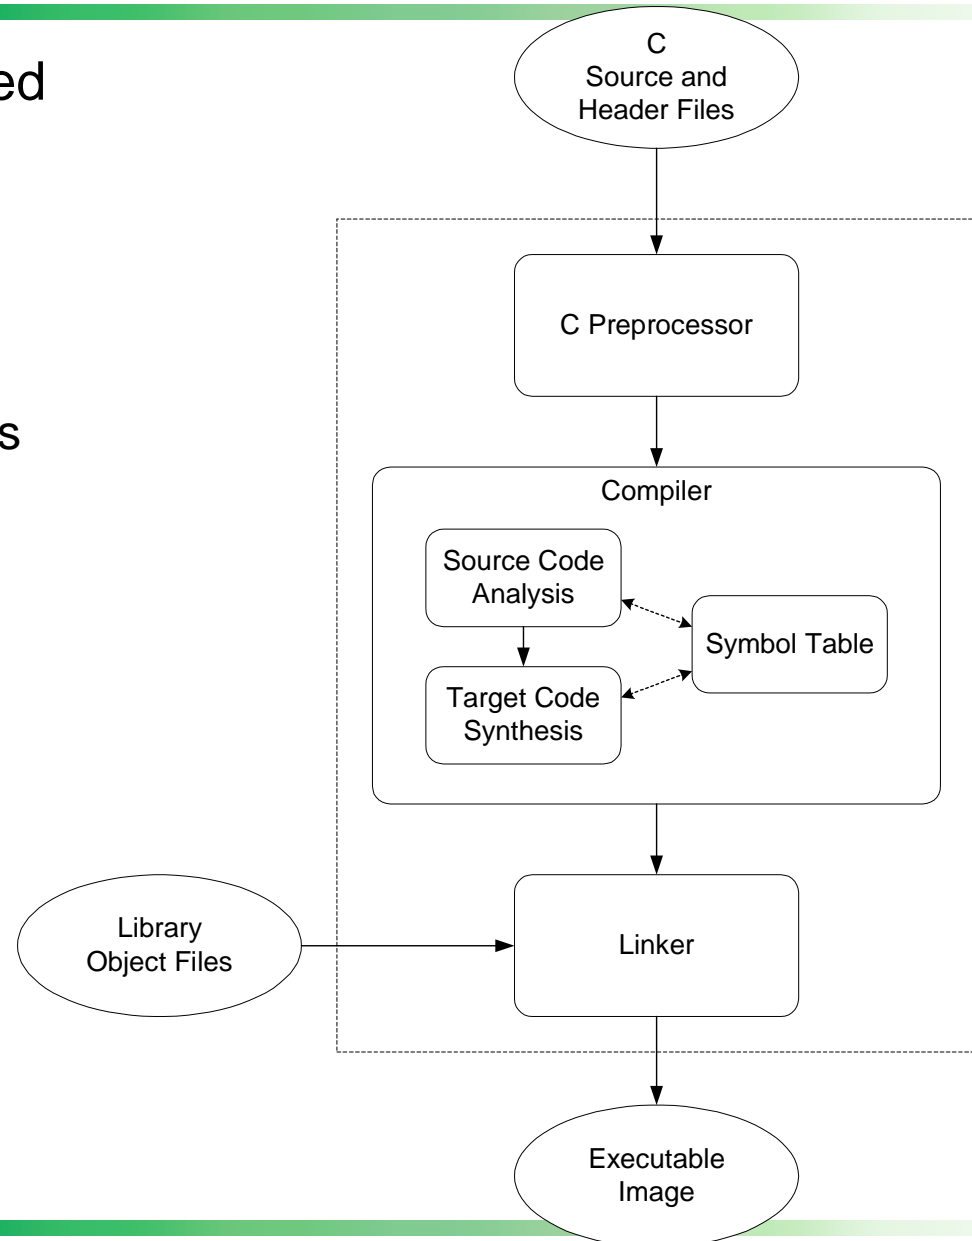 ed
s
C
Source and
Header Files
C Preprocessor
Compiler
Source Code
Analysis
Symbol Table
Target Code
Synthesis
Library
Object Files
Linker
Executable
Image